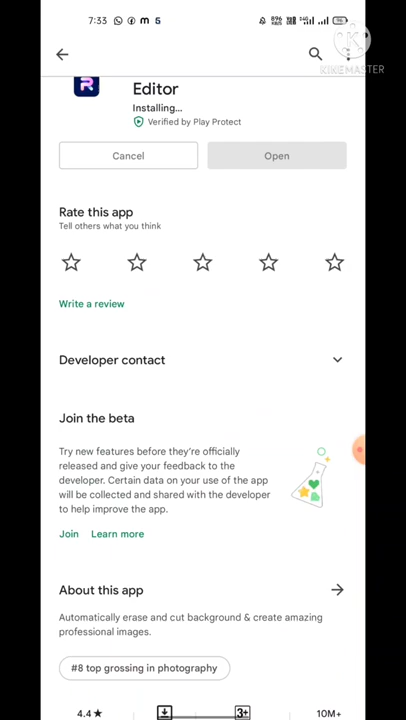 7:33
KINEMASTER
R
Editor
Installing...
Verified by Play Protect
Cancel
Open
Rate this app
Tell others what you think
Write a review
Developer contact
Join the beta
Try new features before they're officially
released and give your feedback to the
developer. Certain data on your use of the app
will be collected and shared with the developer
to help improve the app.
Join Learn more
About this app
Automatically erase and cut background & create amazing
professional images.
#8 top grossing in photography
4.4★
3+
10M+